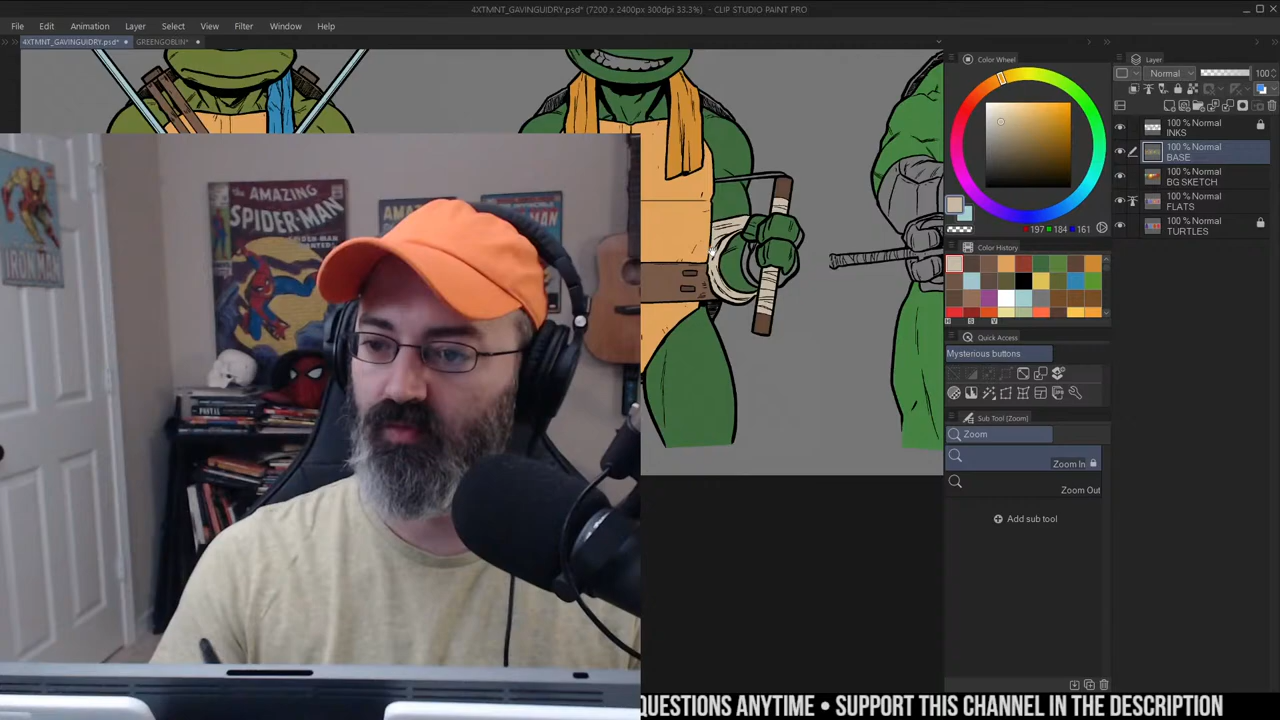 4XTMNT_GAVINGUIDRY.psd* (7200 x 2400px 300dpi 33.3%) - CLIP STUDIO PAINT PRO
File Edit Animation Layer Select View Filter Window Help
4XTMNT_GAVINGUIDRY.psd* GREENGOBLIN*
Color Wheel
197 184 161
Color History
H S V
Quick Access
Mysterious buttons
Sub Tool [Zoom]
Zoom
Zoom In
Zoom Out
Add sub tool
Layer
Normal 100
100 % Normal
INKS
100 % Normal
BASE
100 % Normal
BG SKETCH
100 % Normal
FLATS
100 % Normal
TURTLES
THE AMAZING
SPIDER-MAN
IRON MAN
POSTAL
QUESTIONS ANYTIME • SUPPORT THIS CHANNEL IN THE DESCRIPTION